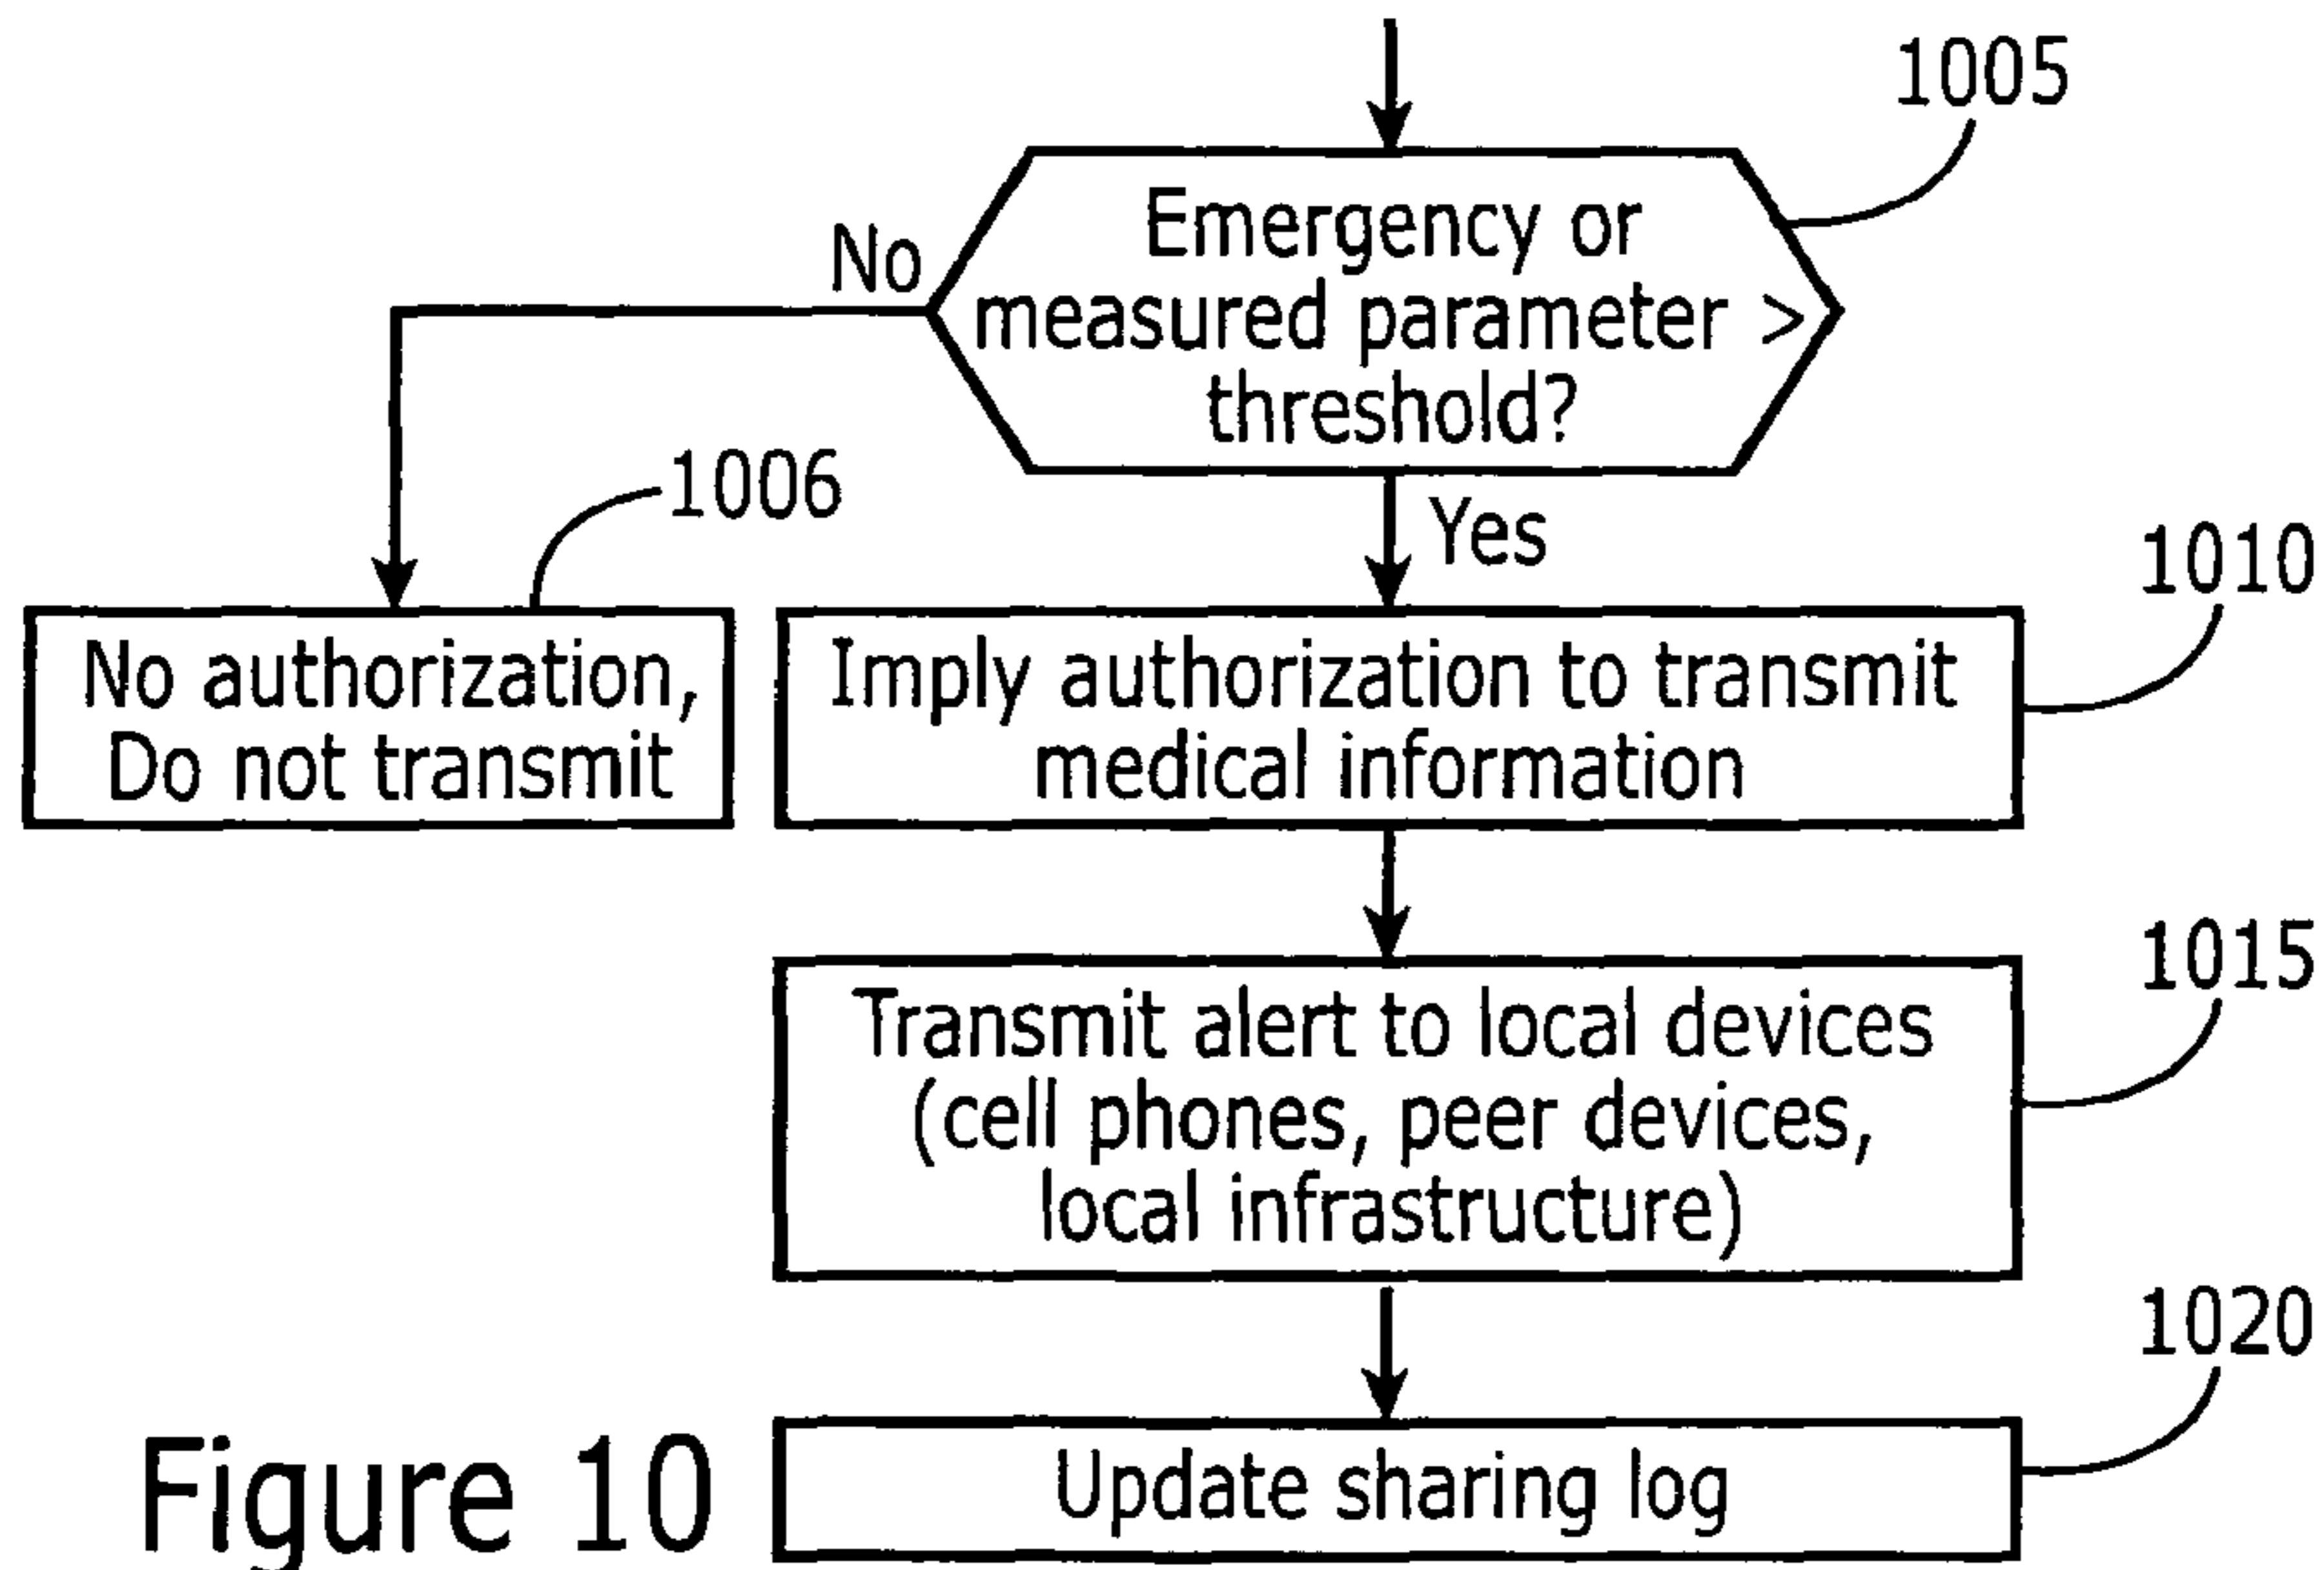 1005
Emergency or
measured parameter >
threshold?
No
Yes
1006
No authorization,
Do not transmit
1010
Imply authorization to transmit
medical information
1015
Transmit alert to local devices
(cell phones, peer devices,
local infrastructure)
1020
Update sharing log
Figure 10